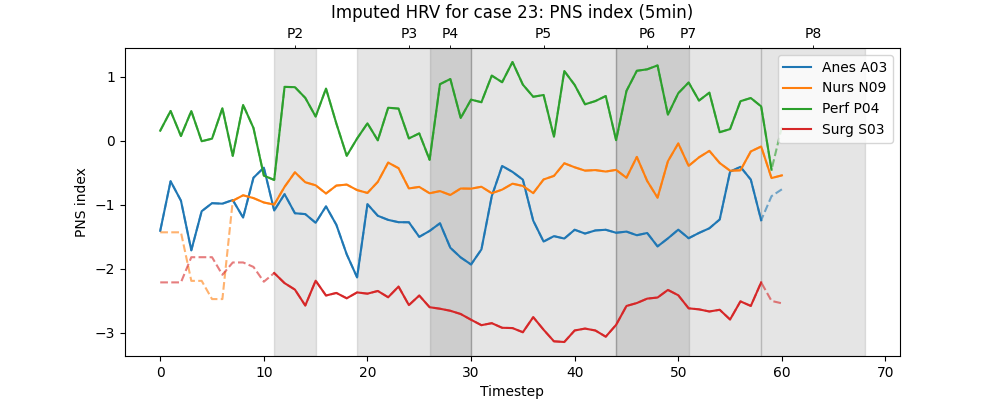 Imputed HRV for case 23: PNS index (5min)
P2 P3 P4 P5 P6 P7 P8
Anes A03
Nurs N09
Perf P04
Surg S03
PNS index
1
0
−1
−2
−3
0 10 20 30 40 50 60 70
Timestep